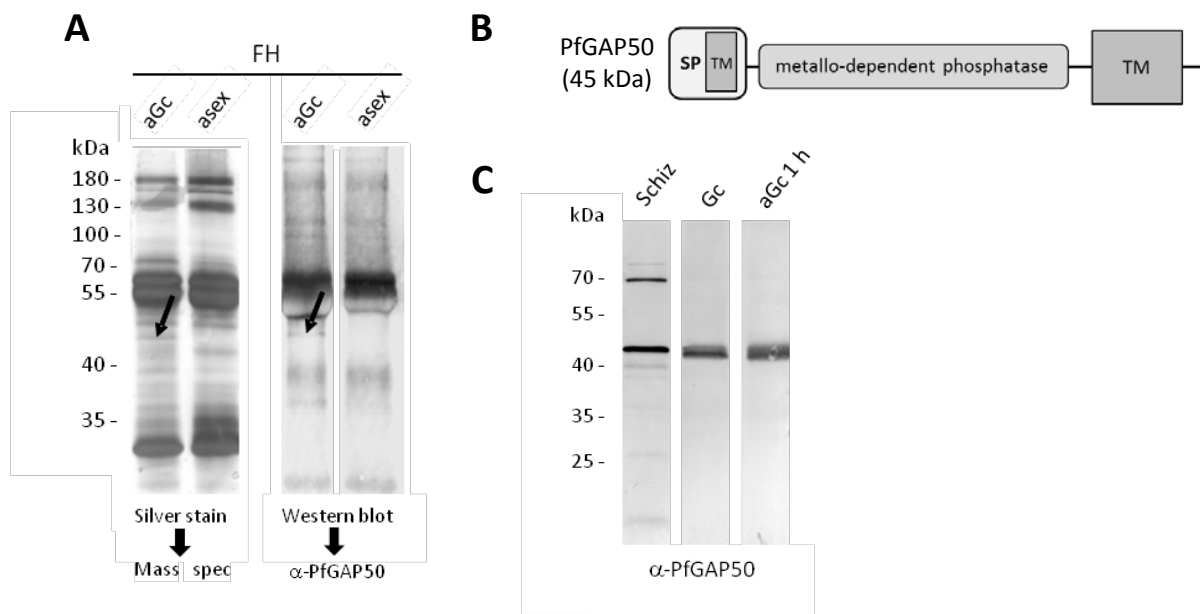 A
FH
aGc asex aGc asex
kDa
180 -
130 -
100 -
70 -
55 -
40 -
35 -
Silver stain Western blot
Mass spec α-PfGAP50
B
PfGAP50
(45 kDa)
SP TM metallo-dependent phosphatase TM
C
Schiz Gc aGc 1 h
kDa
70 -
55 -
40 -
35 -
25 -
α-PfGAP50